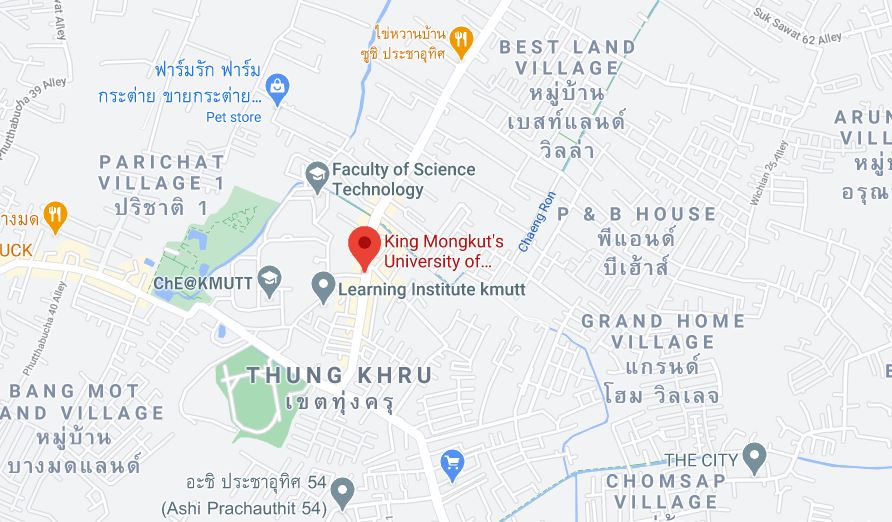 ไข่หวานบ้าน
ซูชิ ประชาอุทิศ
BEST LAND
VILLAGE
หมู่บ้าน
เบสท์แลนด์
วิลล่า
Suk Sawat 62 Alley
Phutthabucha 39 Alley
ฟาร์มรัก ฟาร์ม
กระต่าย ขายกระต่าย...
Pet store
ARUN
VILL
หมู่บ้
อรุณ
Wichian 25 Alley
PARICHAT
VILLAGE 1
ปริชาติ 1
Faculty of Science
Technology
างมด
UCK
Chaeng Ron
P & B HOUSE
พีแอนด์
บีเฮ้าส์
King Mongkut's
University of...
ChE@KMUTT
Learning Institute kmutt
Phutthabucha 40 Alley
GRAND HOME
VILLAGE
แกรนด์
โฮม วิลเลจ
THUNG KHRU
เขตทุ่งครุ
BANG MOT
AND VILLAGE
หมู่บ้าน
บางมดแลนด์
THE CITY
CHOMSAP
VILLAGE
อะชิ ประชาอุทิศ 54
(Ashi Prachauthit 54)